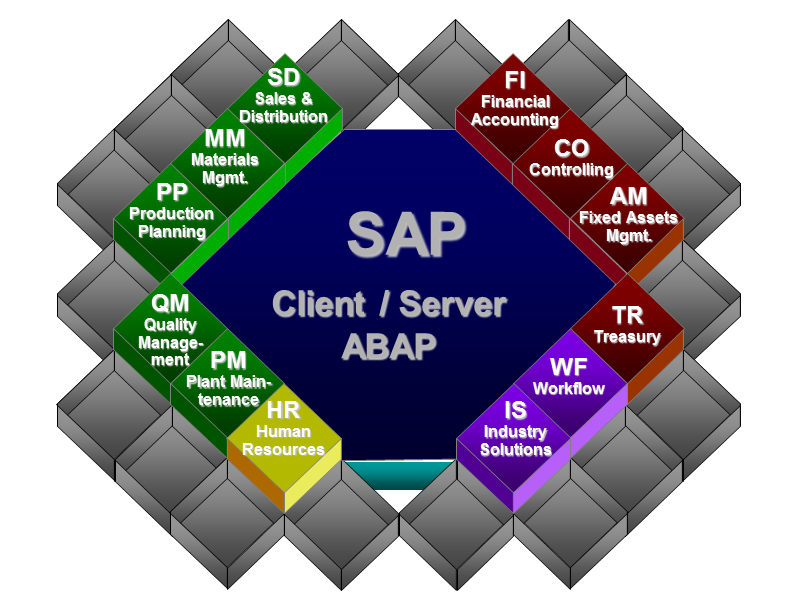 SD
Sales &
Distribution
MM
Materials
Mgmt.
PP
Production
Planning
QM
Quality
Manage-
ment
PM
Plant Main-
tenance
HR
Human
Resources
SAP
Client / Server
ABAP
FI
Financial
Accounting
CO
Controlling
AM
Fixed Assets
Mgmt.
TR
Treasury
WF
Workflow
IS
Industry
Solutions